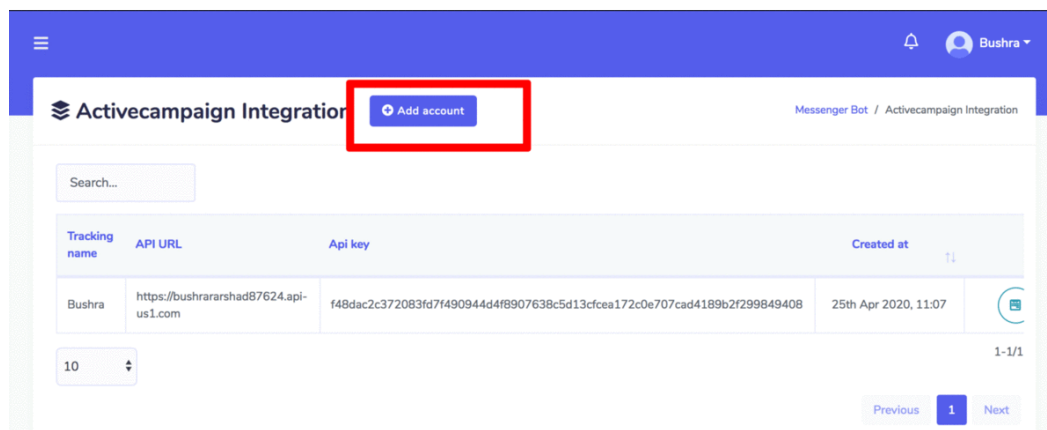 Bushra
Activecampaign Integration
Add account
Messenger Bot / Activecampaign Integration
Search...
Tracking name
API URL
Api key
Created at
Bushra
https://bushrararshad87624.api-
us1.com
f48dac2c372083fd7f490944d4f8907638c5d13cfcea172c0e707cad4189b2f299849408
25th Apr 2020, 11:07
1-1/1
10
Previous
1
Next